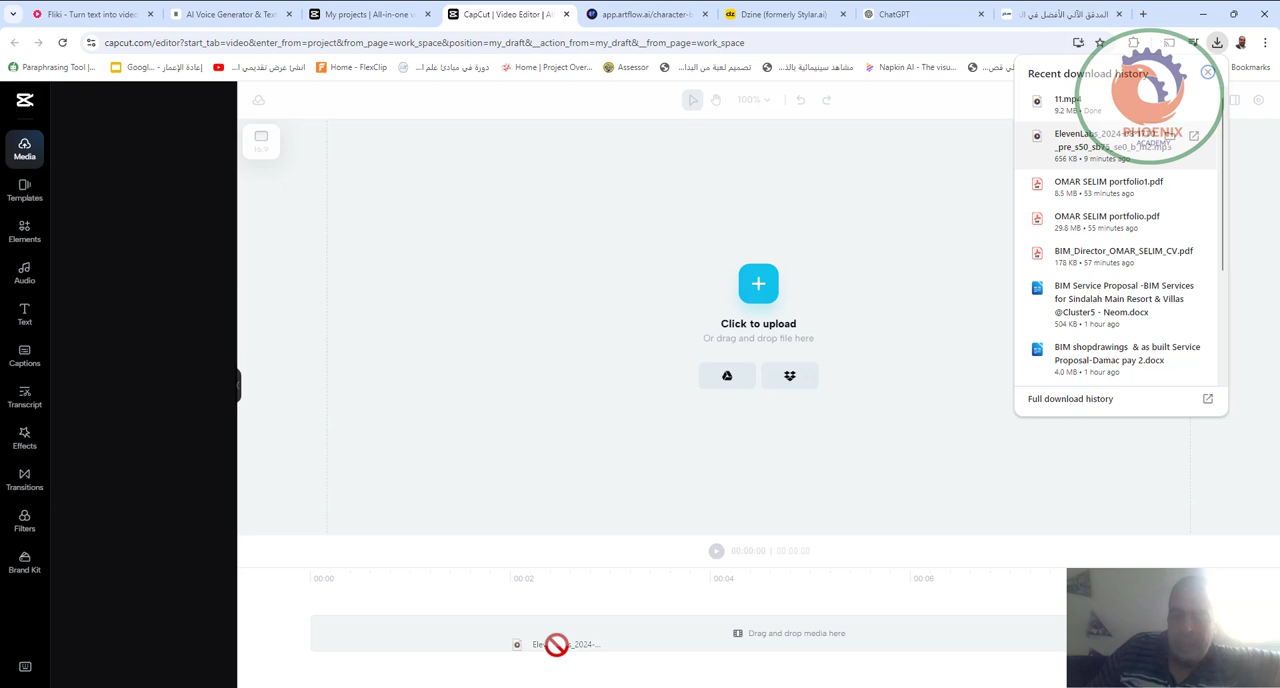 Fliki - Turn text into video
AI Voice Generator & Tex
My projects | All-in-one v
CapCut | Video Editor | Al
app.artflow.ai/character-b
Dzine (formerly Stylar.ai)
ChatGPT
المدقق الآلي الأفضل في ال
capcut.com/editor?start_tab=video&enter_from=project&from_page=work_space&position=my_draft&__action_from=my_draft&__from_page=work_space
Paraphrasing Tool |...
إعادة الإعمار - Googl...
انشئ عرض تقديمي ا...
Home - FlexClip
دورة في مبادئ
Home | Project Over...
Assessor
تصميم لعبة من البدا...
مشاهد سينمائية بالذ...
Napkin AI - The visu...
Bookmarks
Recent download history
11.mp4
9.2 MB • Done
ElevenLabs_2024-
_pre_s50_sb75_se0_b_m2.mp3
656 KB • 9 minutes ago
OMAR SELIM portfolio1.pdf
8.5 MB • 53 minutes ago
OMAR SELIM portfolio.pdf
29.8 MB • 55 minutes ago
BIM_Director_OMAR_SELIM_CV.pdf
178 KB • 57 minutes ago
BIM Service Proposal -BIM Services
for Sindalah Main Resort & Villas
@Cluster5 - Neom.docx
504 KB • 1 hour ago
BIM shopdrawings & as built Service
Proposal-Damac pay 2.docx
4.0 MB • 1 hour ago
Full download history
PHOENIX
ACADEMY
Media
Templates
Elements
Audio
Text
Captions
Transcript
Effects
Transitions
Filters
Brand Kit
16:9
100%
Click to upload
Or drag and drop file here
00:00:00 | 00:00:00
00:00
00:02
00:04
00:06
Drag and drop media here